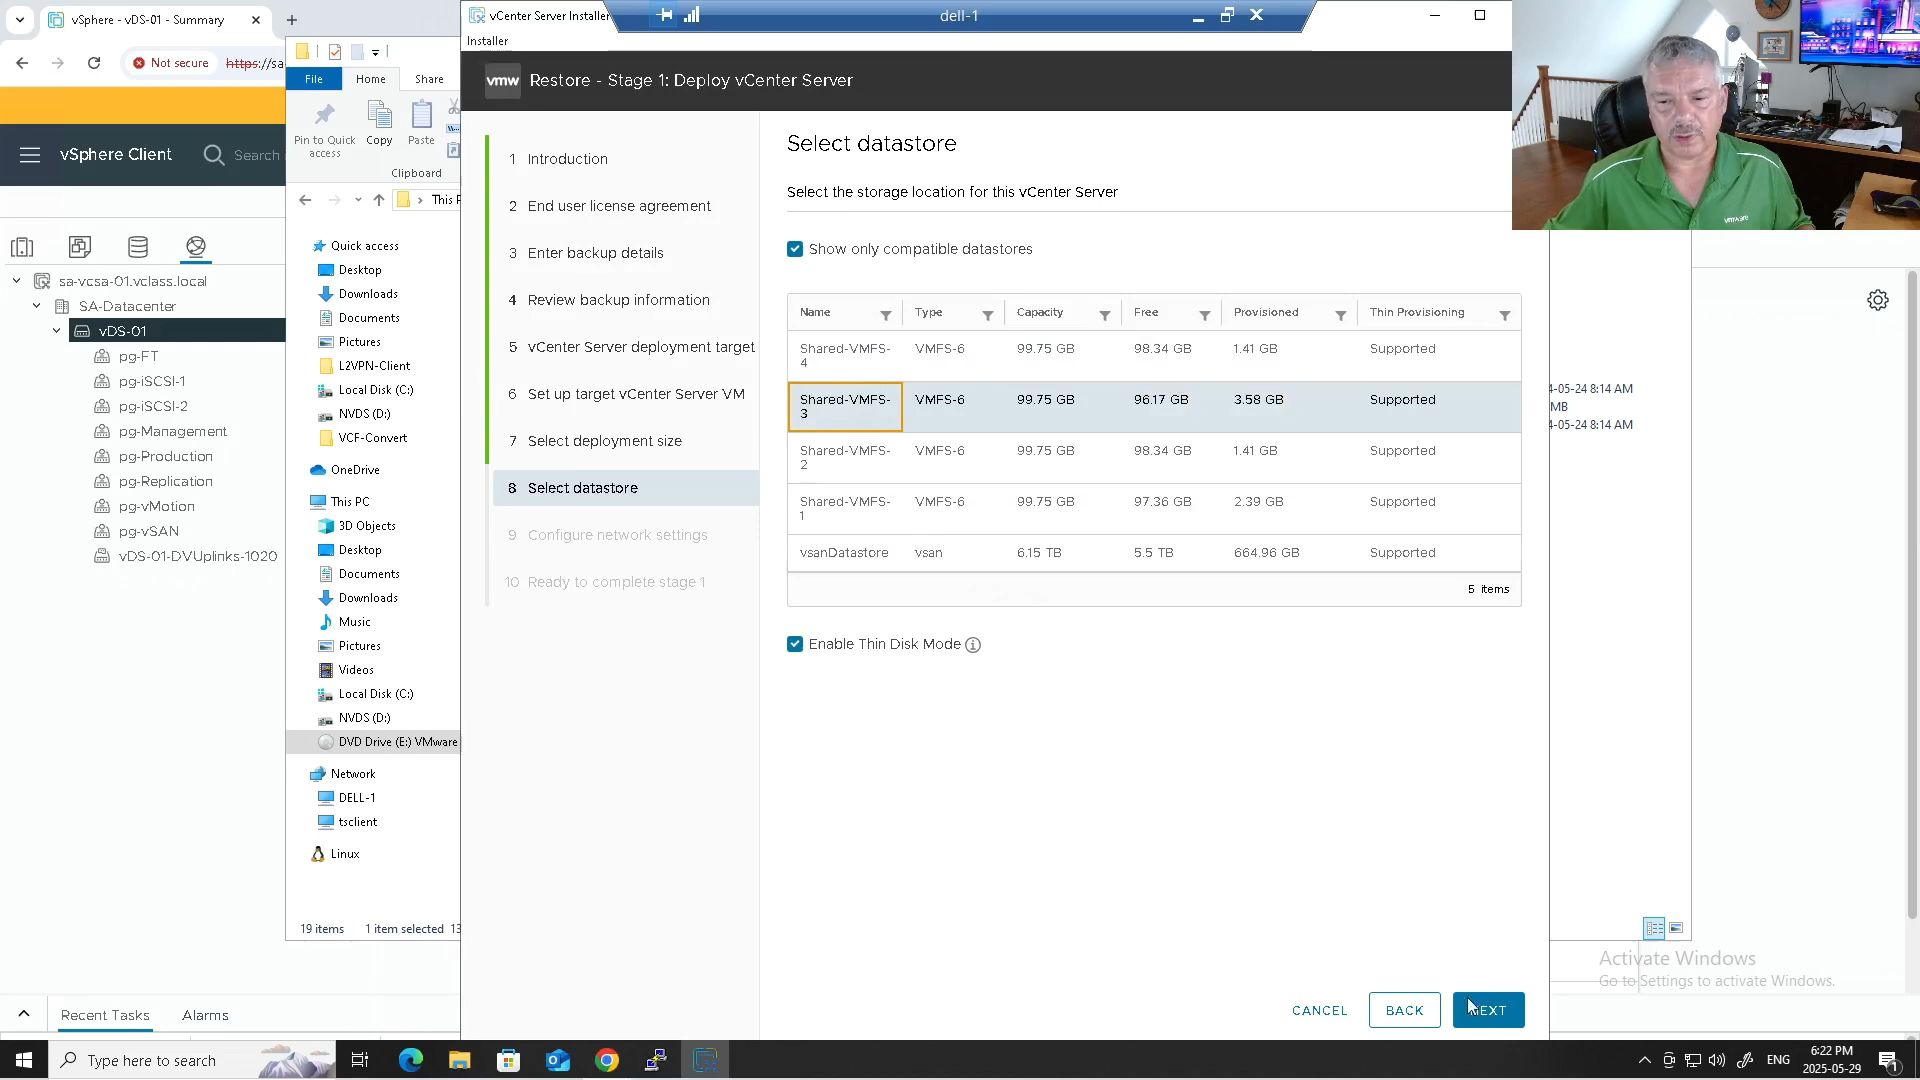 vSphere - vDS-01 - Summary
vCenter Server Installer
dell-1
Installer
Not secure
https://sa
File
Home
Share
vmw
Restore - Stage 1: Deploy vCenter Server
Pin to Quick access
Copy
Paste
Clipboard
vSphere Client
Search
This P
sa-vcsa-01.vclass.local
SA-Datacenter
vDS-01
pg-FT
pg-iSCSI-1
pg-iSCSI-2
pg-Management
pg-Production
pg-Replication
pg-vMotion
pg-vSAN
vDS-01-DVUplinks-1020
Quick access
Desktop
Downloads
Documents
Pictures
L2VPN-Client
Local Disk (C:)
NVDS (D:)
VCF-Convert
OneDrive
This PC
3D Objects
Desktop
Documents
Downloads
Music
Pictures
Videos
Local Disk (C:)
NVDS (D:)
DVD Drive (E:) VMware
Network
DELL-1
tsclient
Linux
19 items
1 item selected
13
1 Introduction
2 End user license agreement
3 Enter backup details
4 Review backup information
5 vCenter Server deployment target
6 Set up target vCenter Server VM
7 Select deployment size
8 Select datastore
9 Configure network settings
10 Ready to complete stage 1
Select datastore
Select the storage location for this vCenter Server
Show only compatible datastores
Name Type Capacity Free Provisioned Thin Provisioning
Shared-VMFS-4 VMFS-6 99.75 GB 98.34 GB 1.41 GB Supported
Shared-VMFS-3 VMFS-6 99.75 GB 96.17 GB 3.58 GB Supported
Shared-VMFS-2 VMFS-6 99.75 GB 98.34 GB 1.41 GB Supported
Shared-VMFS-1 VMFS-6 99.75 GB 97.36 GB 2.39 GB Supported
vsanDatastore vsan 6.15 TB 5.5 TB 664.96 GB Supported
5 items
Enable Thin Disk Mode
4-05-24 8:14 AM
MB
4-05-24 8:14 AM
vmware
CANCEL
BACK
NEXT
Activate Windows
Go to Settings to activate Windows.
Recent Tasks
Alarms
Type here to search
ENG
6:22 PM
2025-05-29
1